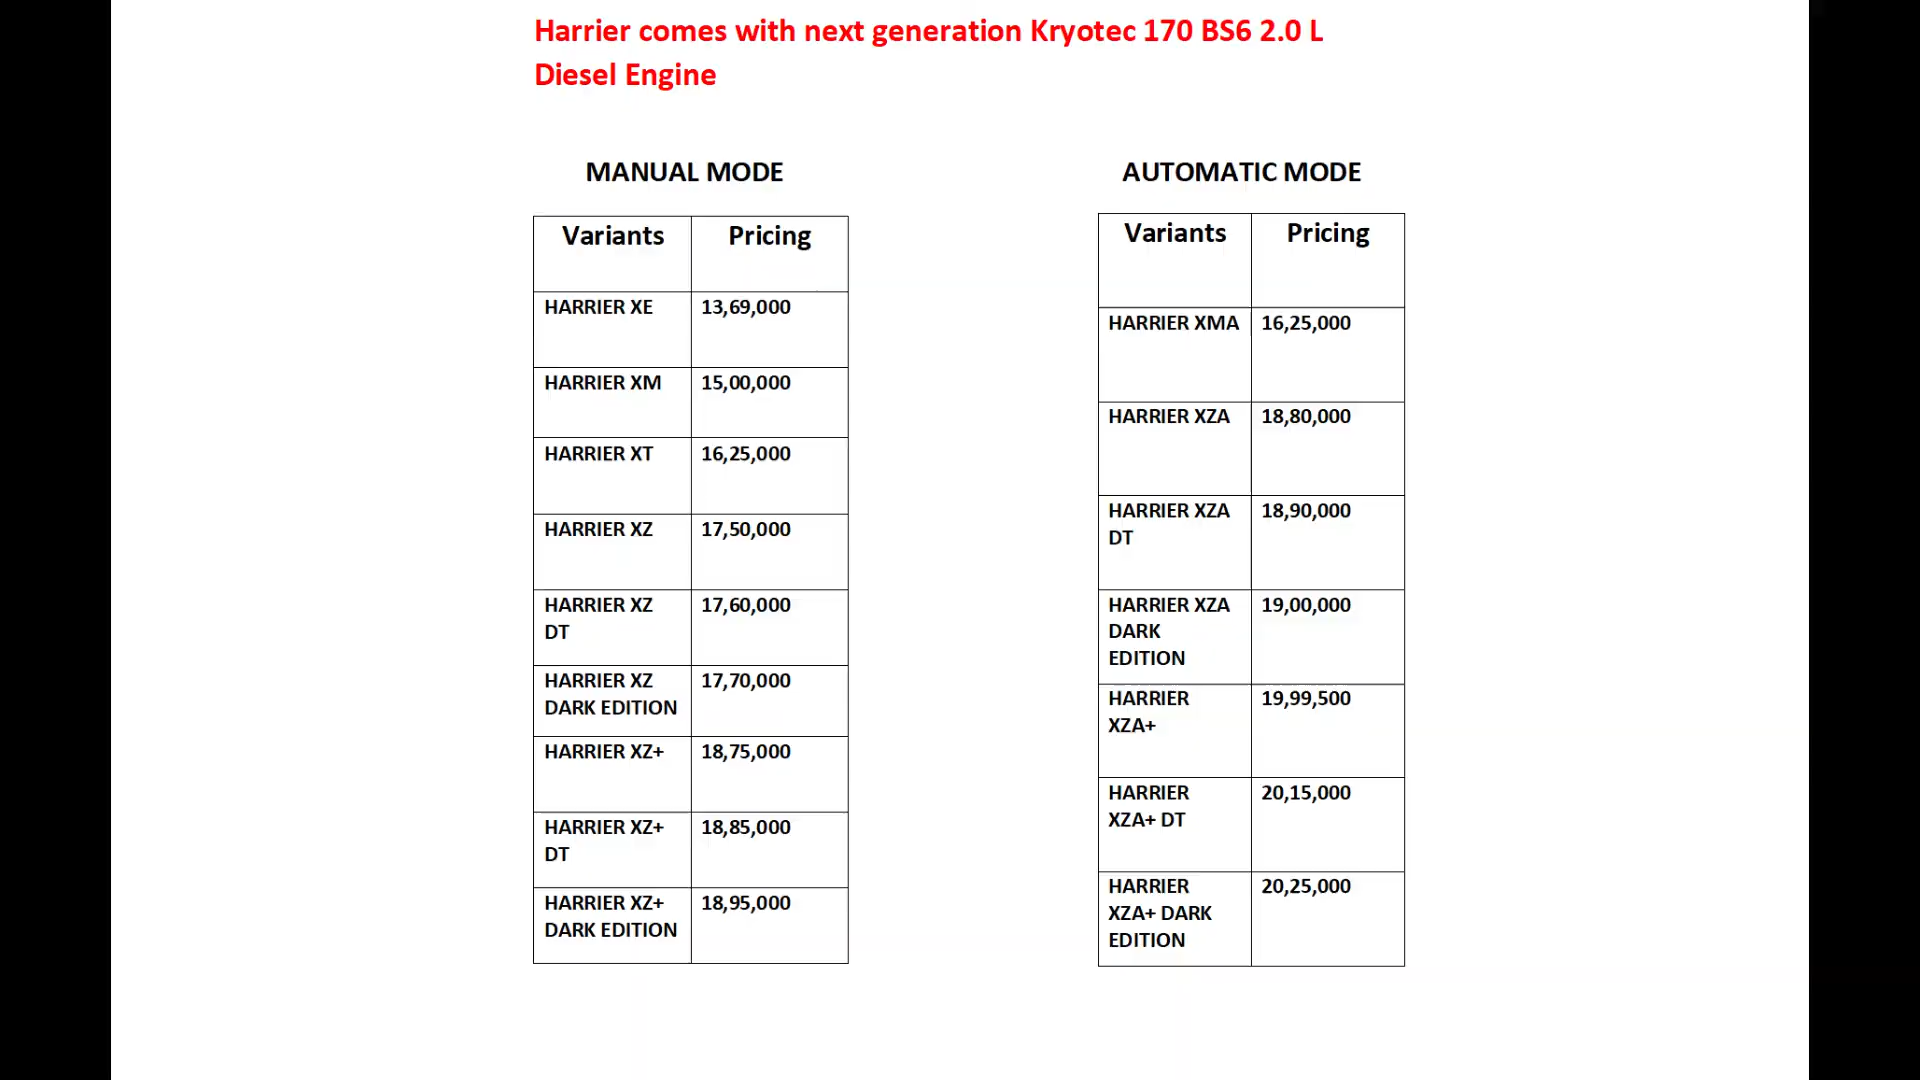 Harrier comes with next generation Kryotec 170 BS6 2.0 L
Diesel Engine
MANUAL MODE
Variants Pricing
HARRIER XE 13,69,000
HARRIER XM 15,00,000
HARRIER XT 16,25,000
HARRIER XZ 17,50,000
HARRIER XZ 17,60,000
DT
HARRIER XZ 17,70,000
DARK EDITION
HARRIER XZ+ 18,75,000
HARRIER XZ+ 18,85,000
DT
HARRIER XZ+ 18,95,000
DARK EDITION
AUTOMATIC MODE
Variants Pricing
HARRIER XMA 16,25,000
HARRIER XZA 18,80,000
HARRIER XZA 18,90,000
DT
HARRIER XZA 19,00,000
DARK
EDITION
HARRIER 19,99,500
XZA+
HARRIER 20,15,000
XZA+ DT
HARRIER 20,25,000
XZA+ DARK
EDITION